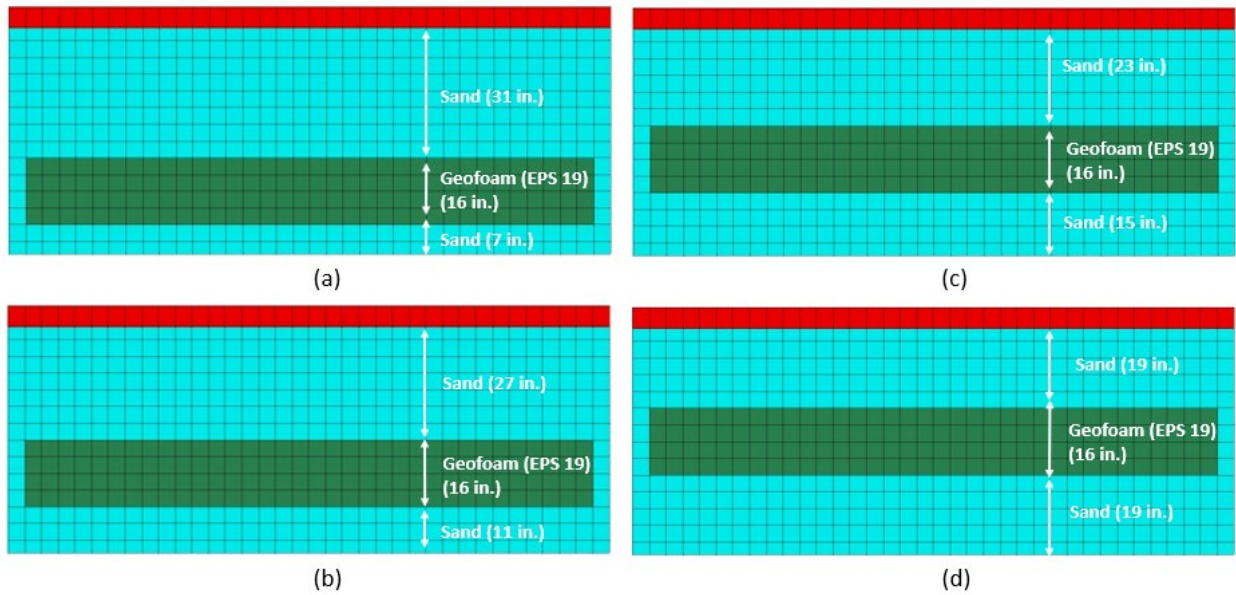 Sand (31 in.)
Geofoam (EPS 19)
(16 in.)
Sand (7 in.)
(a)
Sand (27 in.)
Geofoam (EPS 19)
(16 in.)
Sand (11 in.)
(b)
Sand (23 in.)
Geofoam (EPS 19)
(16 in.)
Sand (15 in.)
(c)
Sand (19 in.)
Geofoam (EPS 19)
(16 in.)
Sand (19 in.)
(d)